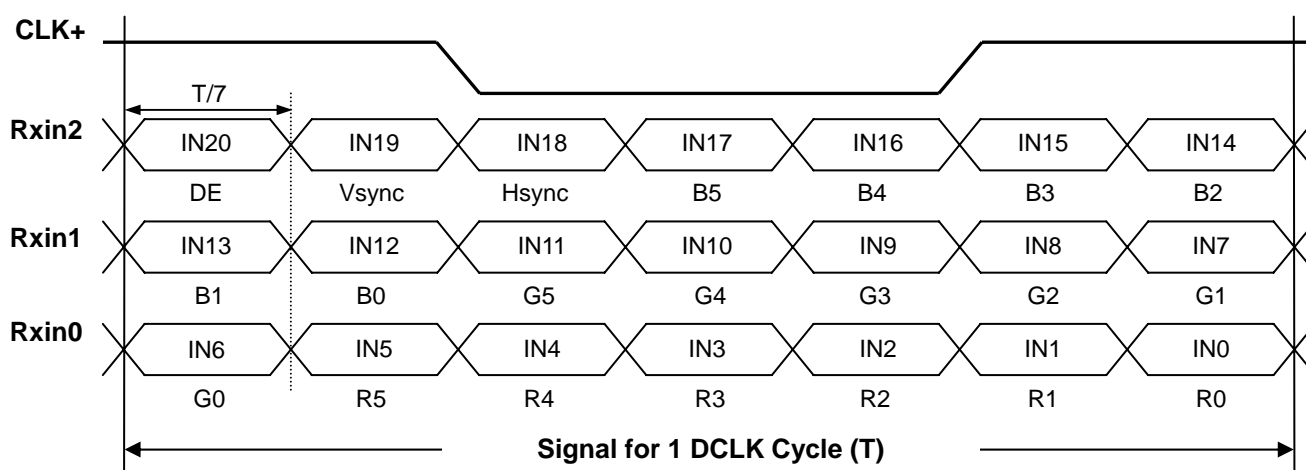 CLK+
T/7
Rxin2 IN20 IN19 IN18 IN17 IN16 IN15 IN14
DE Vsync Hsync B5 B4 B3 B2
Rxin1 IN13 IN12 IN11 IN10 IN9 IN8 IN7
B1 B0 G5 G4 G3 G2 G1
Rxin0 IN6 IN5 IN4 IN3 IN2 IN1 IN0
G0 R5 R4 R3 R2 R1 R0
Signal for 1 DCLK Cycle (T)